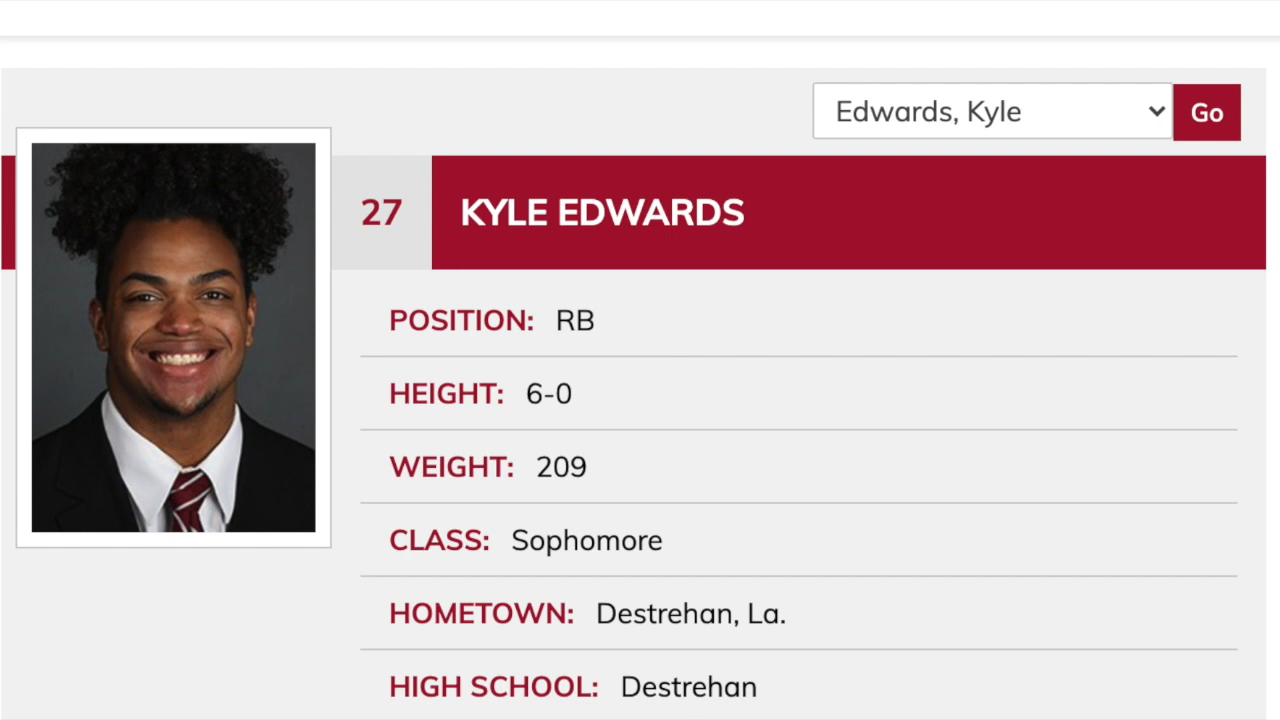 Edwards, Kyle
Go
27 KYLE EDWARDS
POSITION: RB
HEIGHT: 6-0
WEIGHT: 209
CLASS: Sophomore
HOMETOWN: Destrehan, La.
HIGH SCHOOL: Destrehan